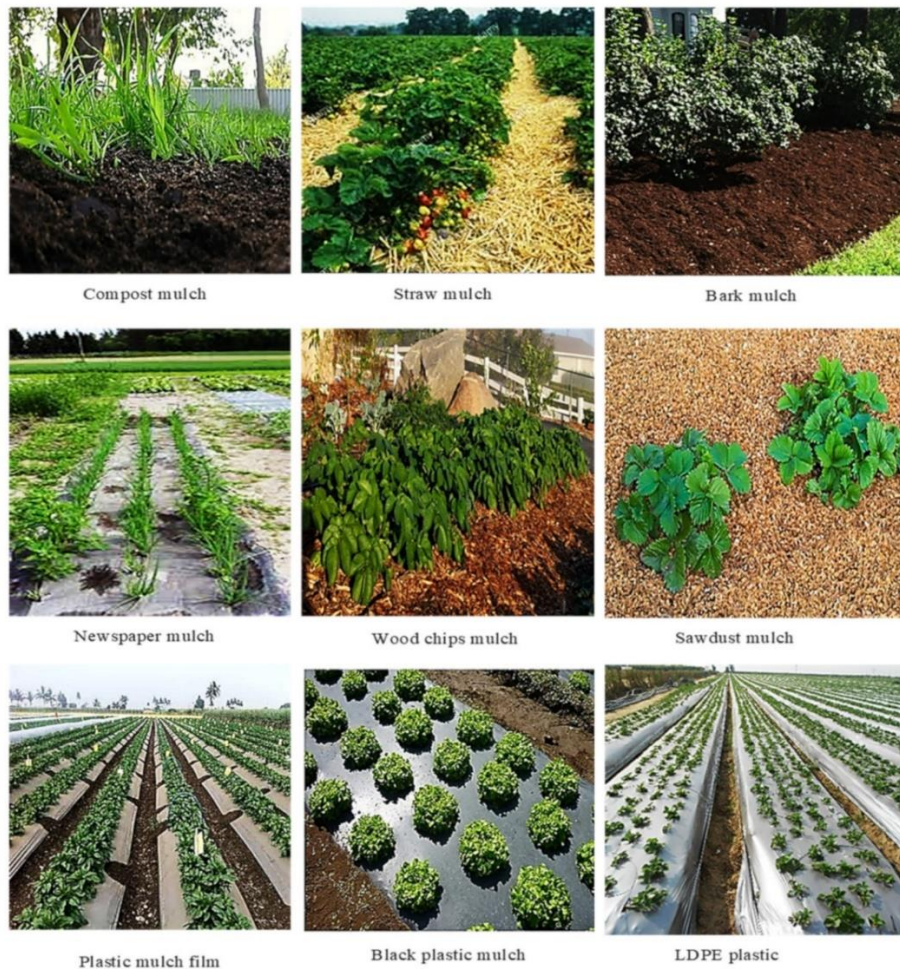 Compost mulch
Straw mulch
Bark mulch
Newspaper mulch
Wood chips mulch
Sawdust mulch
Plastic mulch film
Black plastic mulch
LDPE plastic